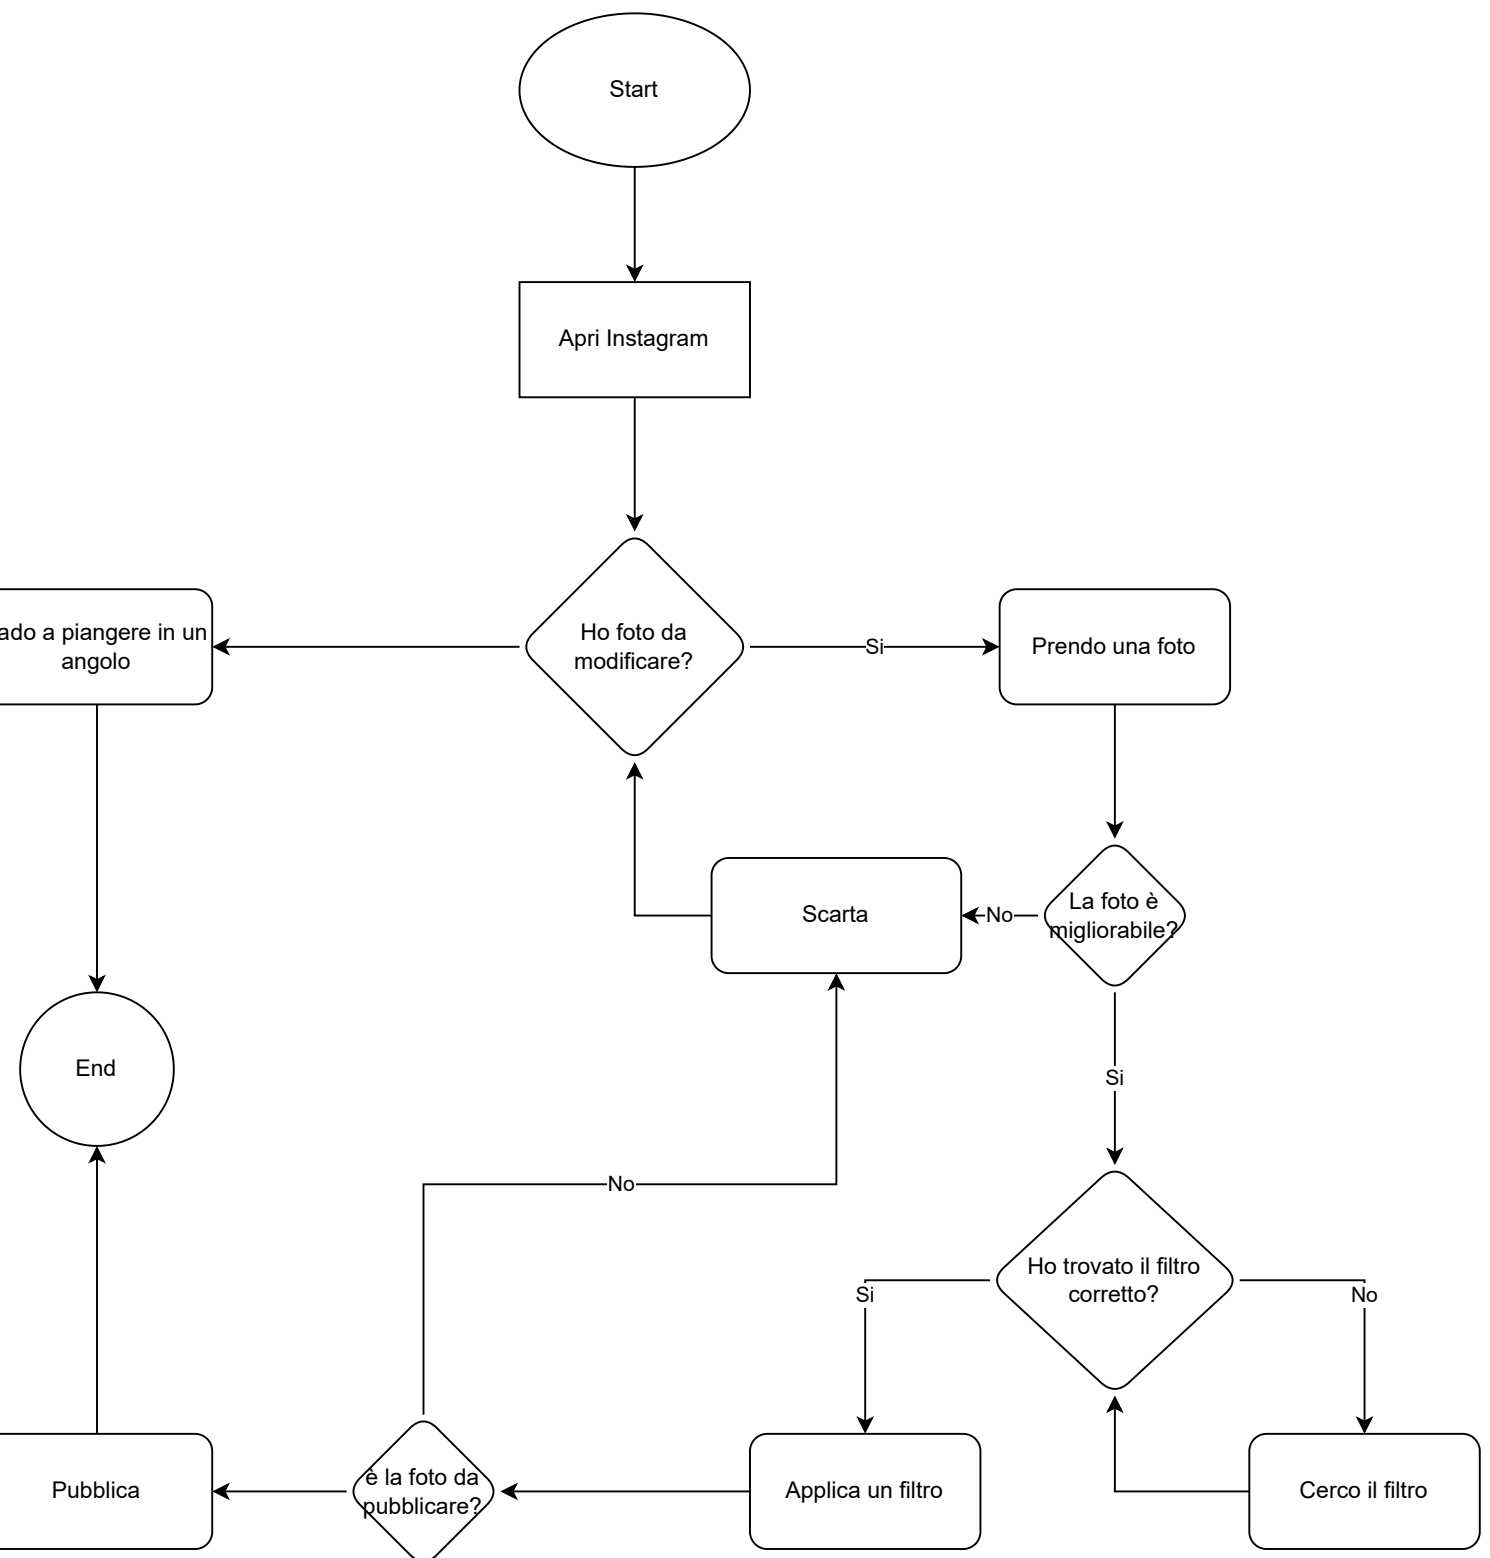 Start
Apri Instagram
Ho foto da
modificare?
Si
Prendo una foto
ado a piangere in un
angolo
La foto è
migliorabile?
No
Scarta
Si
End
No
Ho trovato il filtro
corretto?
Si
No
Pubblica
è la foto da
pubblicare?
Applica un filtro
Cerco il filtro